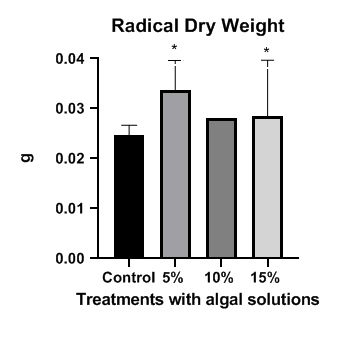 Radical Dry Weight
* *
0.04
0.03
0.02
0.01
0.00
g
Control 5% 10% 15%
Treatments with algal solutions